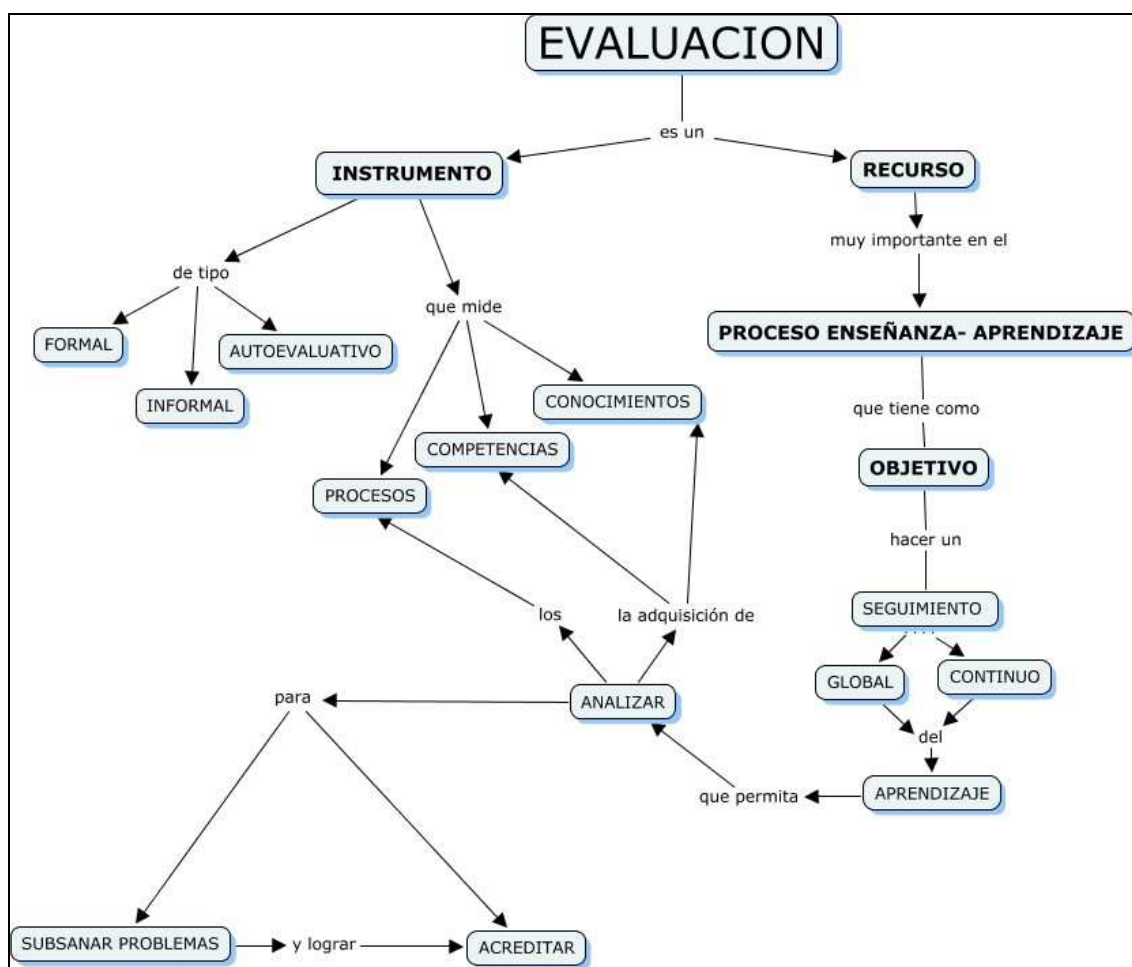 EVALUACION
es un
INSTRUMENTO
RECURSO
muy importante en el
de tipo
que mide
FORMAL
AUTOEVALUATIVO
INFORMAL
CONOCIMIENTOS
COMPETENCIAS
PROCESOS
PROCESO ENSEÑANZA- APRENDIZAJE
que tiene como
OBJETIVO
hacer un
SEGUIMIENTO
GLOBAL
CONTINUO
del
APRENDIZAJE
que permita
ANALIZAR
los
la adquisición de
para
SUBSANAR PROBLEMAS
y lograr
ACREDITAR